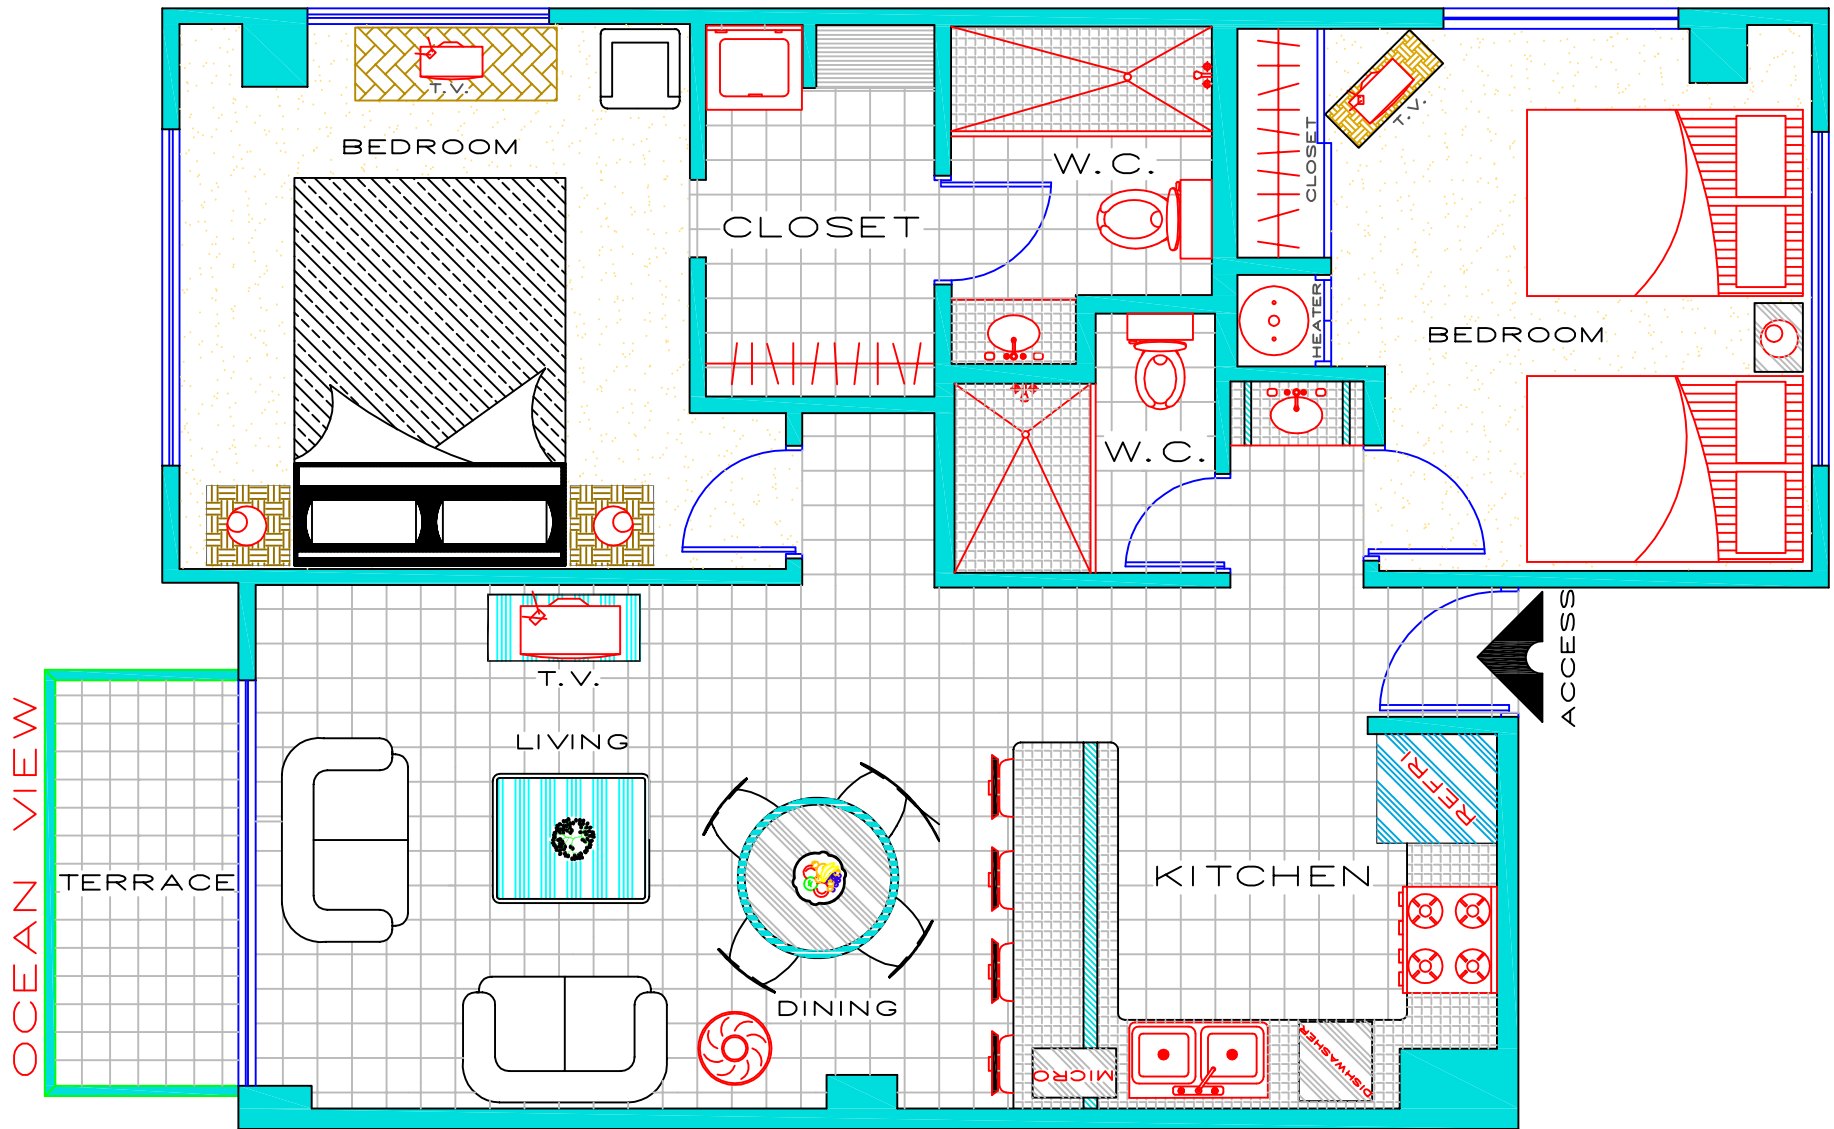 T.V.
BEDROOM
CLOSET
W.C.
CLOSET
T.V.
HEATER
BEDROOM
W.C.
ACCESS
T.V.
LIVING
OCEAN VIEW
TERRACE
DINING
KITCHEN
REFRI
MICRO
DISHWASHER